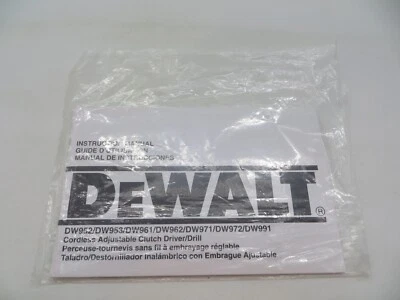 INSTRUCTION MANUAL
GUIDE D'UTILISATION
MANUAL DE INSTRUCCIONES
DEWALT®
DW952/DW953/DW961/DW962/DW971/DW972/DW991
Cordless Adjustable Clutch Driver/Drill
Perceuse-tournevis sans fil à embrayage réglable
Taladro/Destornillador Inalámbrico con Embrague Ajustable